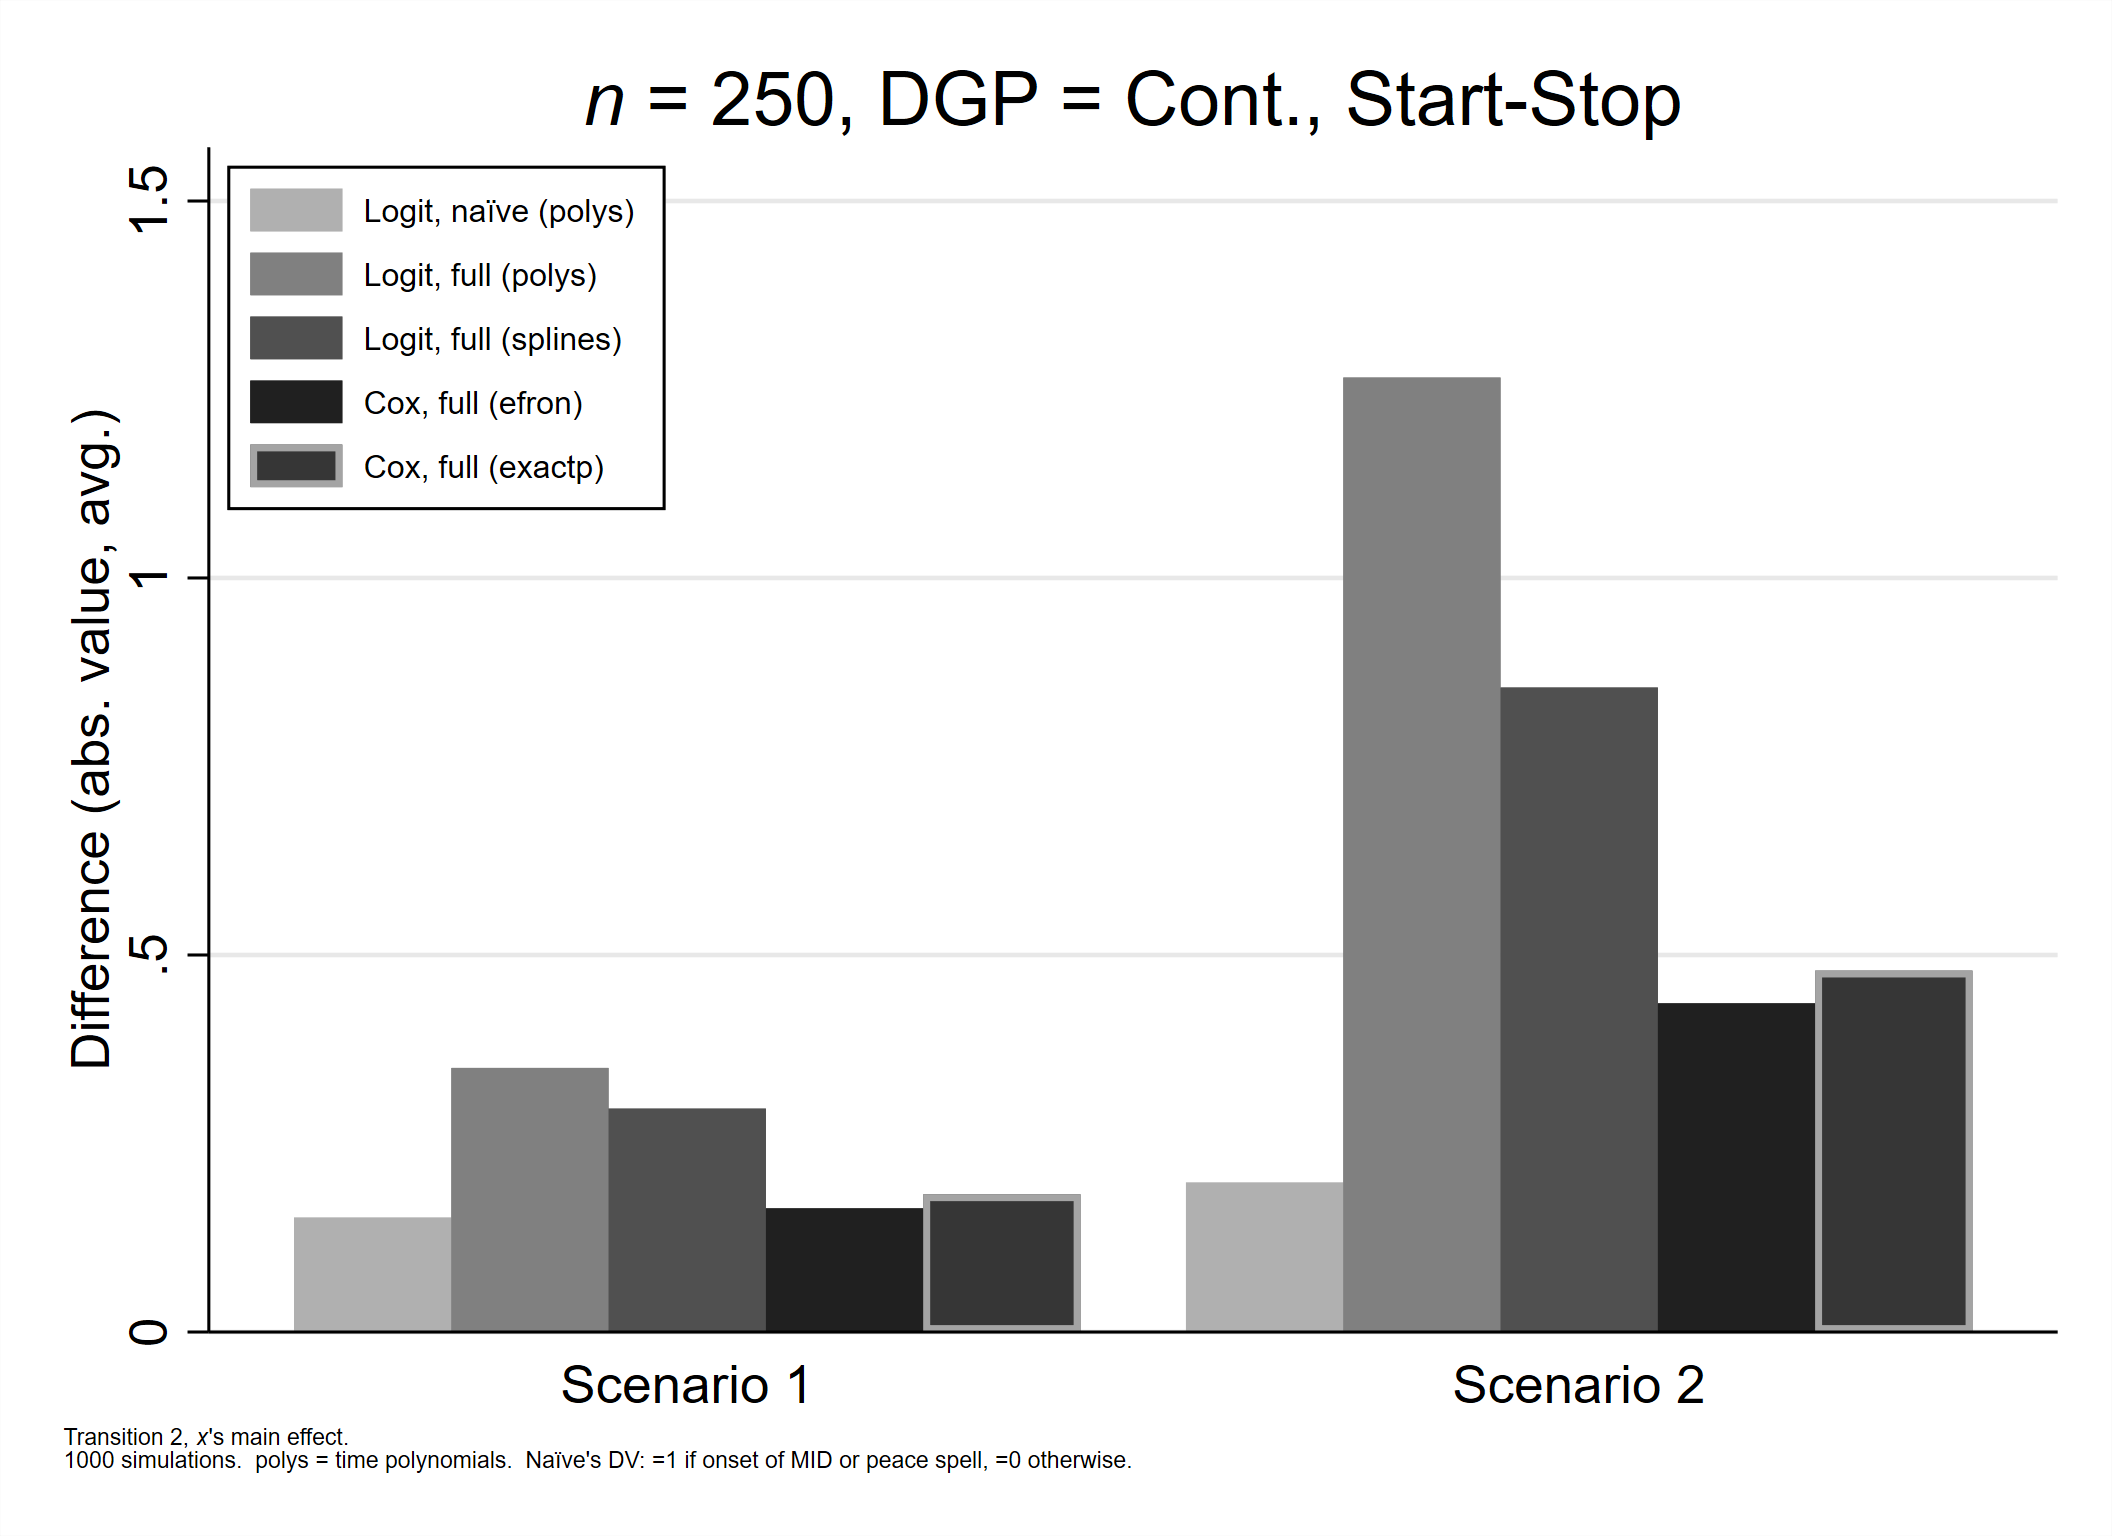 n = 250, DGP = Cont., Start-Stop
Logit, naïve (polys)
Logit, full (polys)
Logit, full (splines)
Cox, full (efron)
Cox, full (exactp)
Difference (abs. value, avg.)
1.5
1
.5
0
Scenario 1
Scenario 2
Transition 2, x's main effect.
1000 simulations.  polys = time polynomials.  Naïve's DV: =1 if onset of MID or peace spell, =0 otherwise.